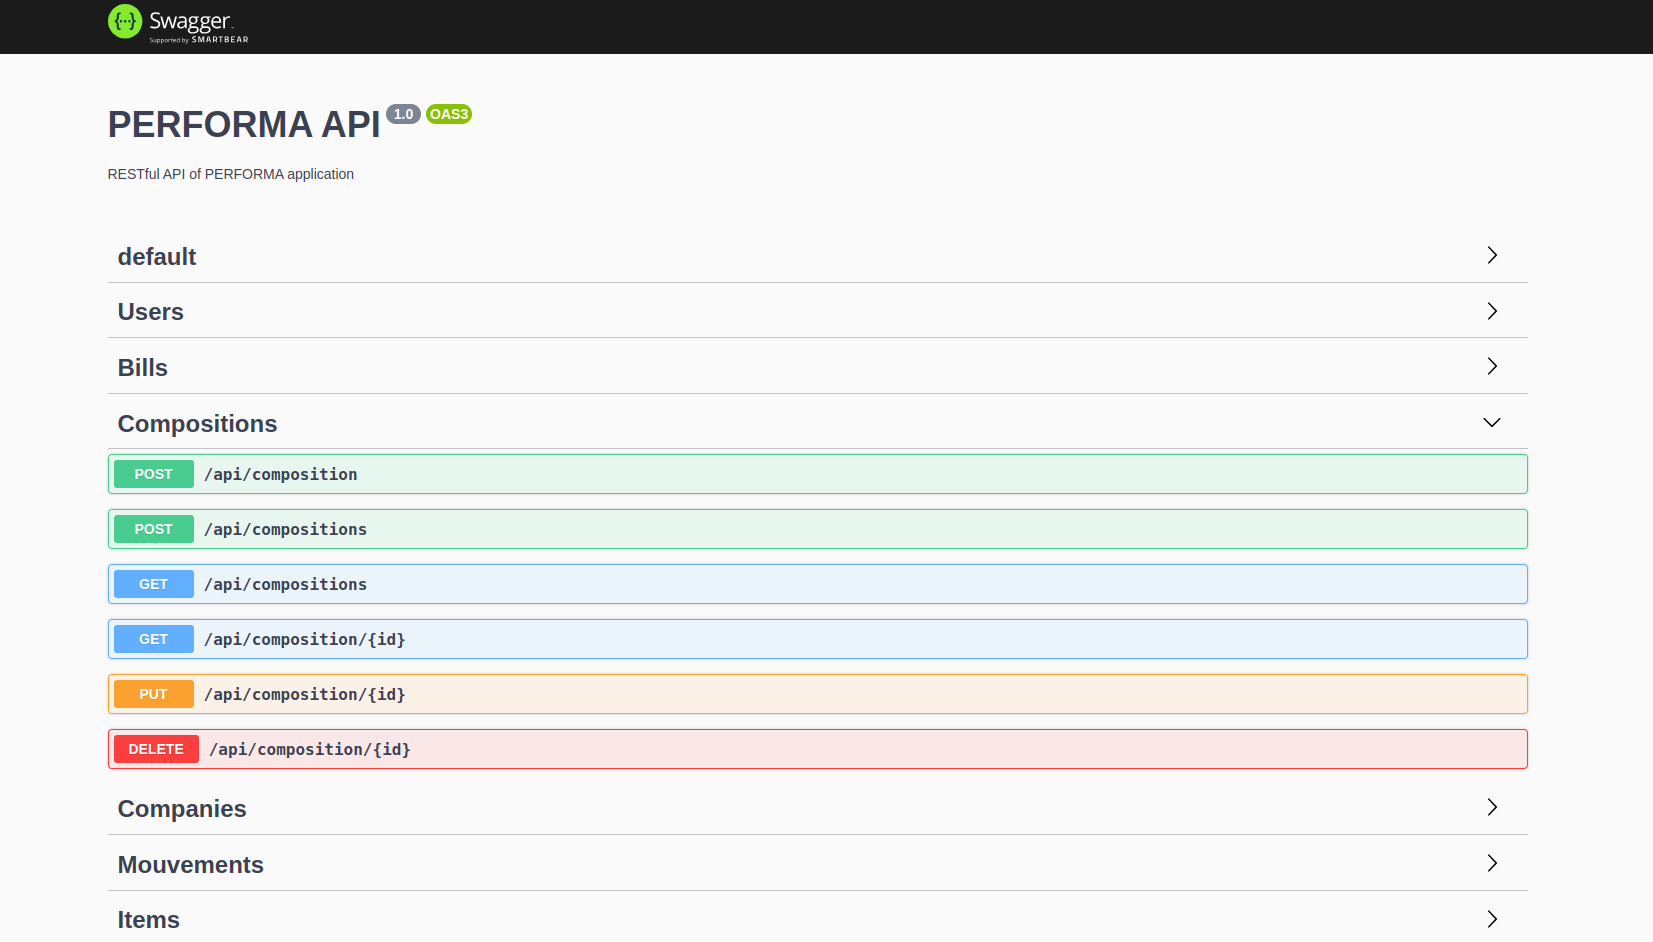 Swagger
Supported by SMARTBEAR
PERFORMA API 1.0 OAS3
RESTful API of PERFORMA application
default
Users
Bills
Compositions
POST /api/composition
POST /api/compositions
GET /api/compositions
GET /api/composition/{id}
PUT /api/composition/{id}
DELETE /api/composition/{id}
Companies
Mouvements
Items